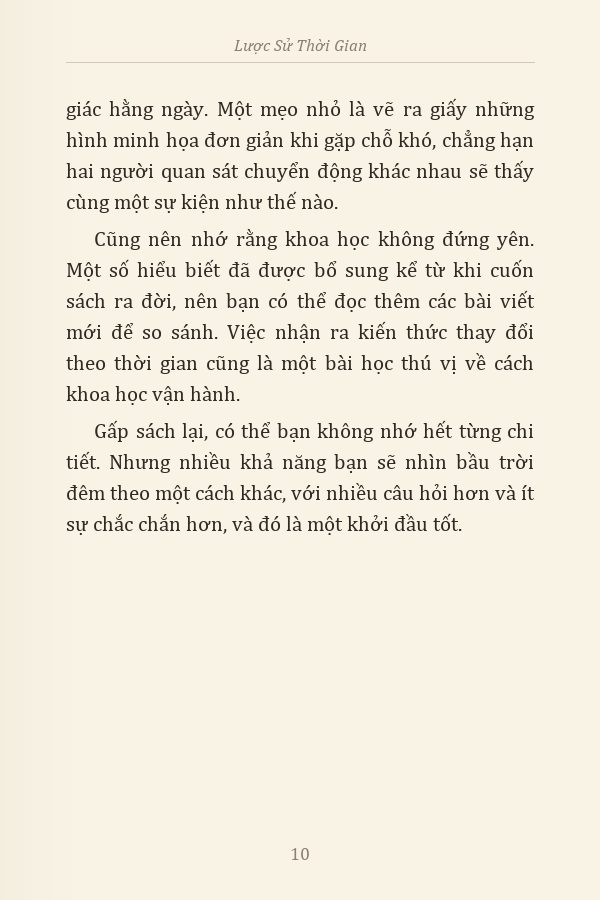 Lược Sử Thời Gian
giác hằng ngày. Một mẹo nhỏ là vẽ ra giấy những
hình minh họa đơn giản khi gặp chỗ khó, chẳng hạn
hai người quan sát chuyển động khác nhau sẽ thấy
cùng một sự kiện như thế nào.
Cũng nên nhớ rằng khoa học không đứng yên.
Một số hiểu biết đã được bổ sung kể từ khi cuốn
sách ra đời, nên bạn có thể đọc thêm các bài viết
mới để so sánh. Việc nhận ra kiến thức thay đổi
theo thời gian cũng là một bài học thú vị về cách
khoa học vận hành.
Gấp sách lại, có thể bạn không nhớ hết từng chi
tiết. Nhưng nhiều khả năng bạn sẽ nhìn bầu trời
đêm theo một cách khác, với nhiều câu hỏi hơn và ít
sự chắc chắn hơn, và đó là một khởi đầu tốt.
10